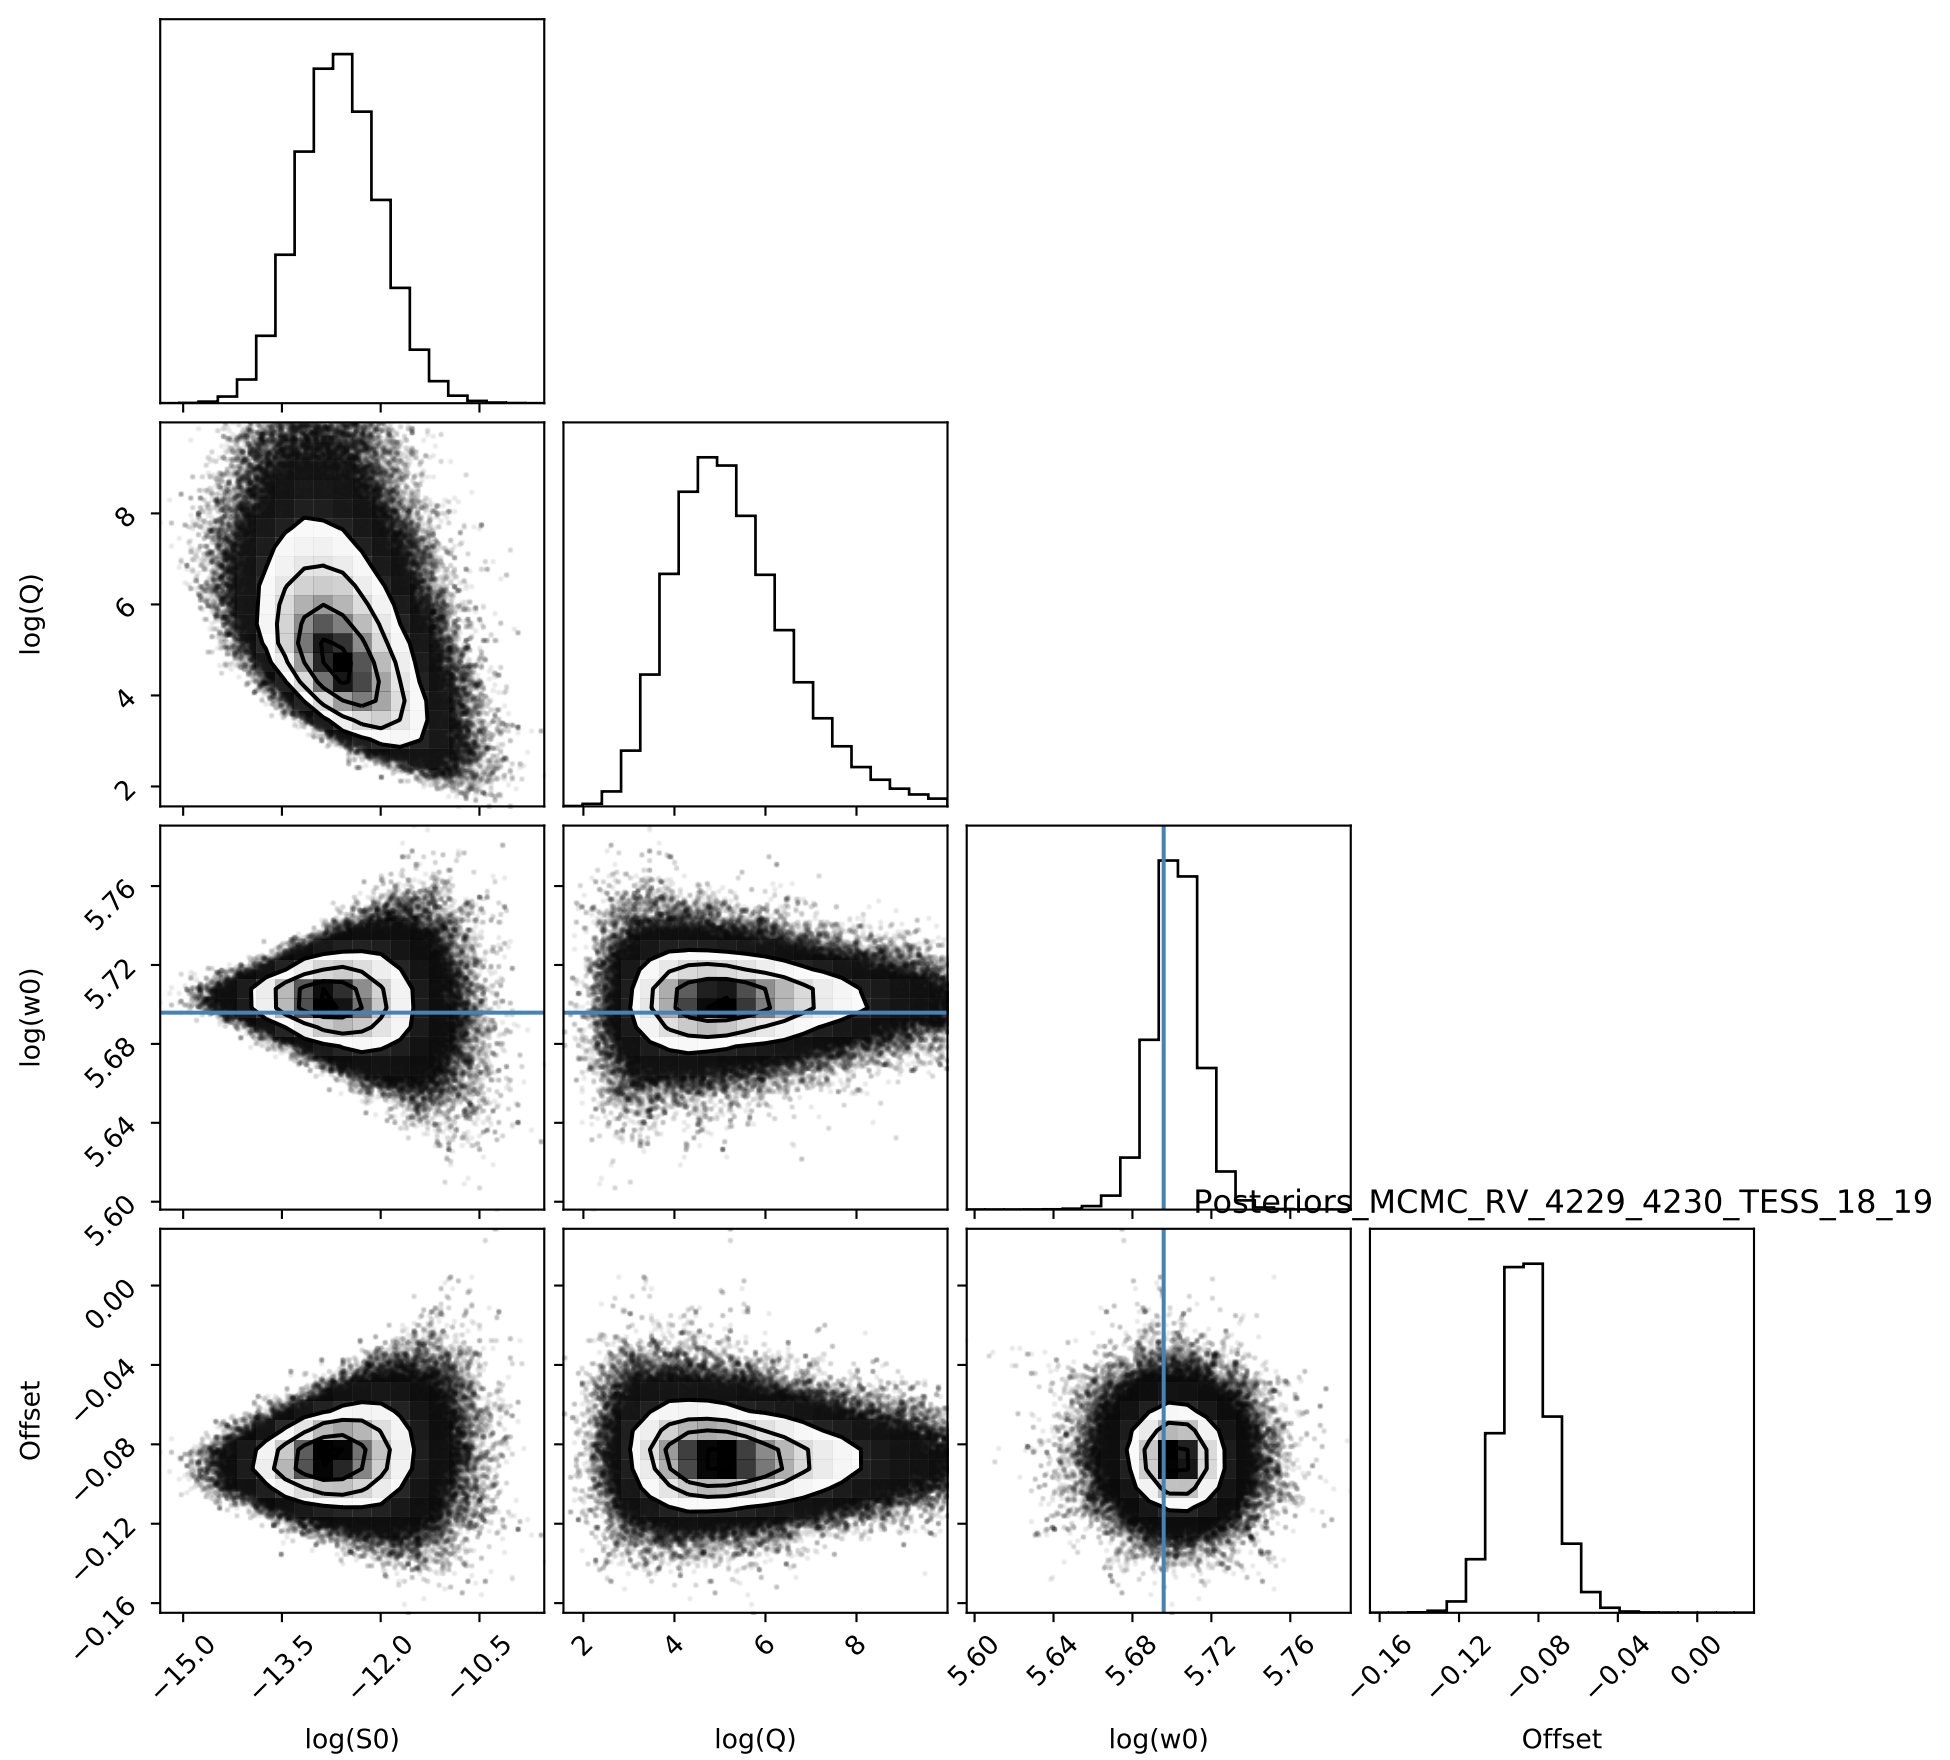 8
6
4
2
log(Q)
5.76
5.72
5.68
5.64
5.60
log(w0)
Posteriors_MCMC_RV_4229_4230_TESS_18_19
0.00
−0.04
−0.08
−0.12
−0.16
Offset
−15.0 −13.5 −12.0 −10.5 2 4 6 8 5.60 5.64 5.68 5.72 5.76 −0.16 −0.12 −0.08 −0.04 0.00
log(S0) log(Q) log(w0) Offset